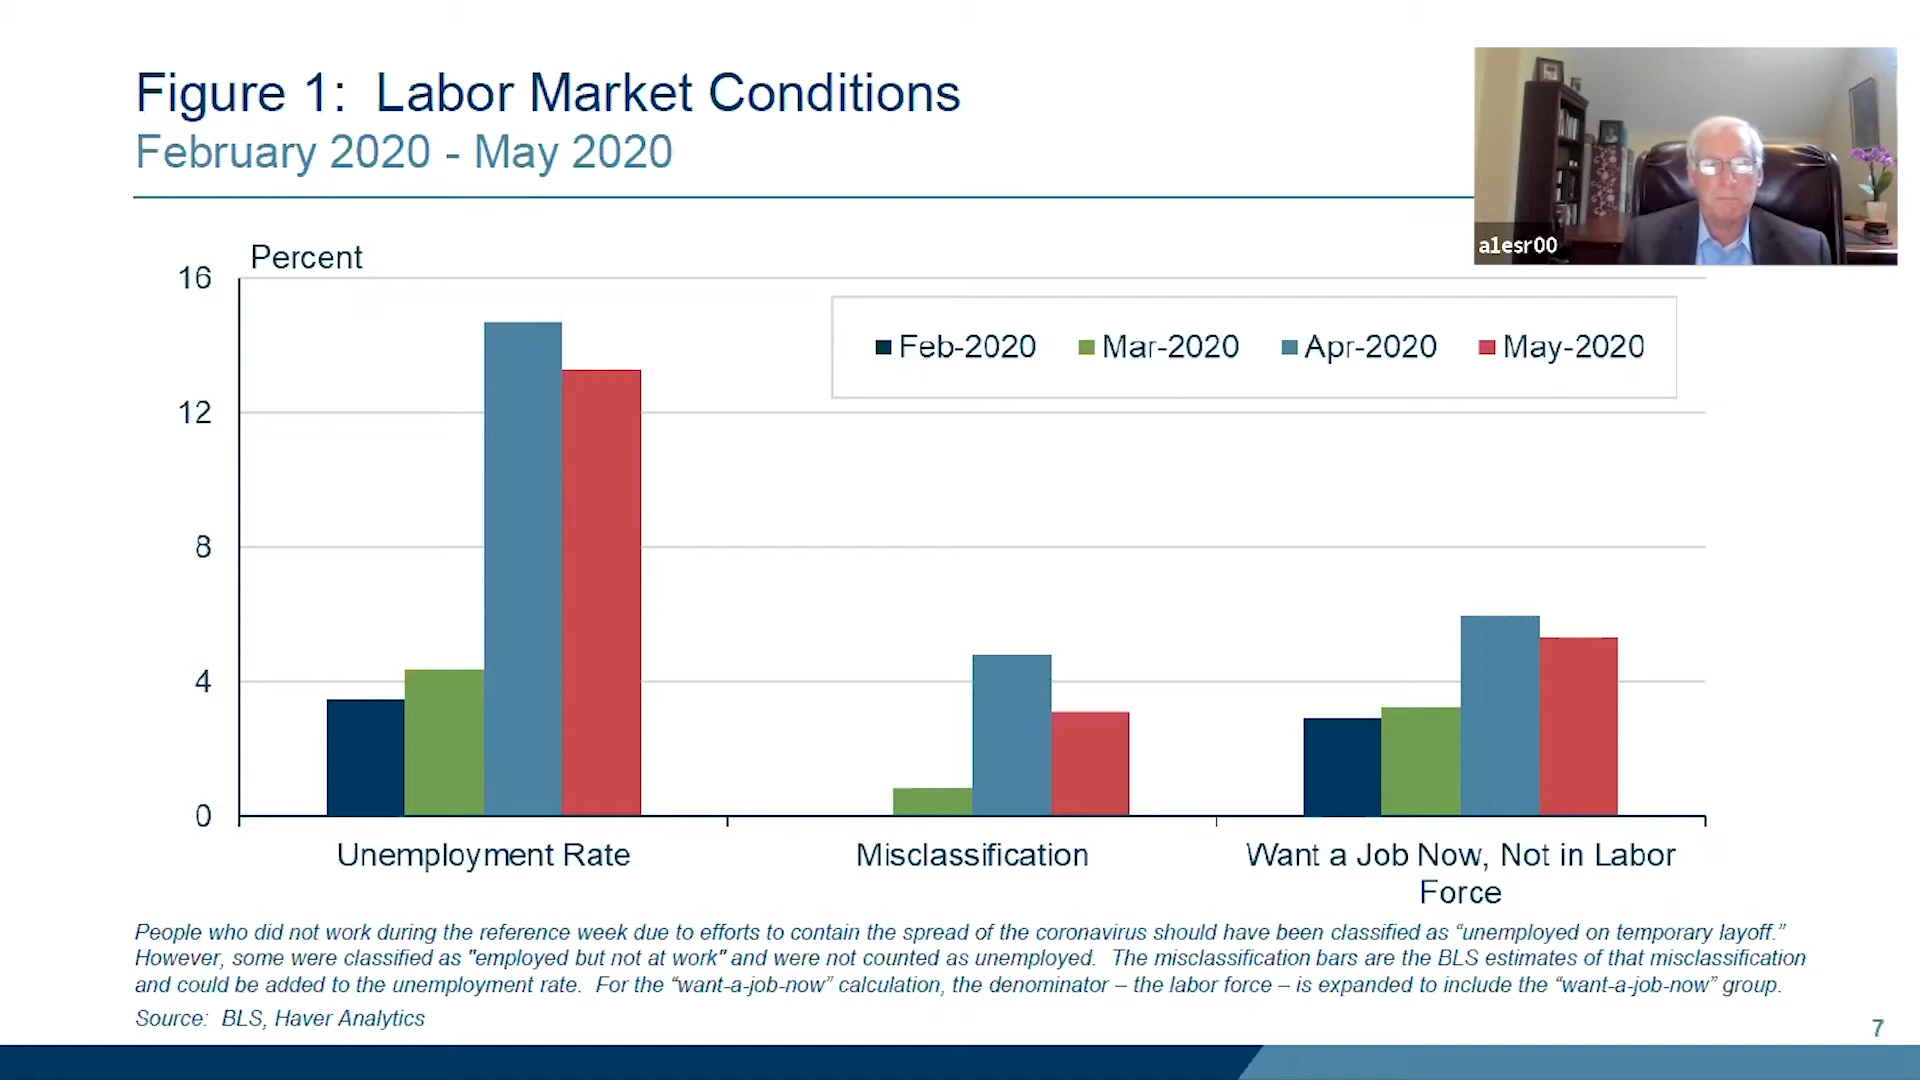 Figure 1: Labor Market Conditions
February 2020 - May 2020
a1esr00
Percent
16
12
8
4
0
Feb-2020 Mar-2020 Apr-2020 May-2020
Unemployment Rate
Misclassification
Want a Job Now, Not in Labor
Force
People who did not work during the reference week due to efforts to contain the spread of the coronavirus should have been classified as “unemployed on temporary layoff.”
However, some were classified as "employed but not at work" and were not counted as unemployed. The misclassification bars are the BLS estimates of that misclassification
and could be added to the unemployment rate. For the “want-a-job-now” calculation, the denominator – the labor force – is expanded to include the “want-a-job-now” group.
Source: BLS, Haver Analytics
7